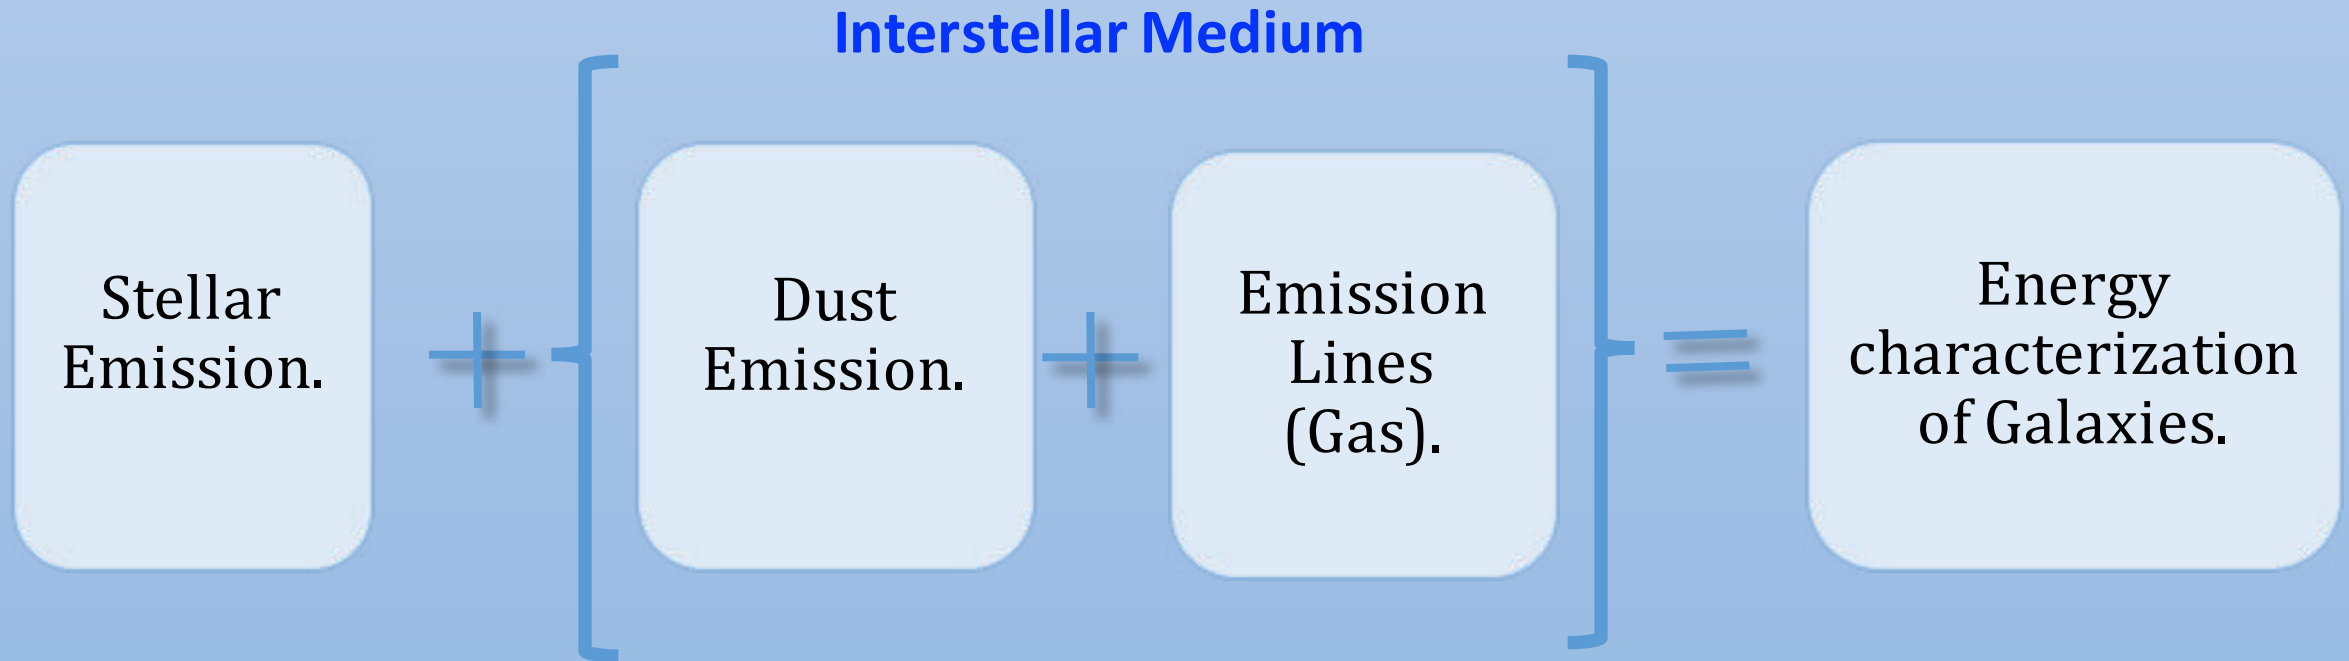 Interstellar Medium
Stellar
Emission.
+
Dust
Emission.
+
Emission
Lines
(Gas).
=
Energy
characterization
of Galaxies.